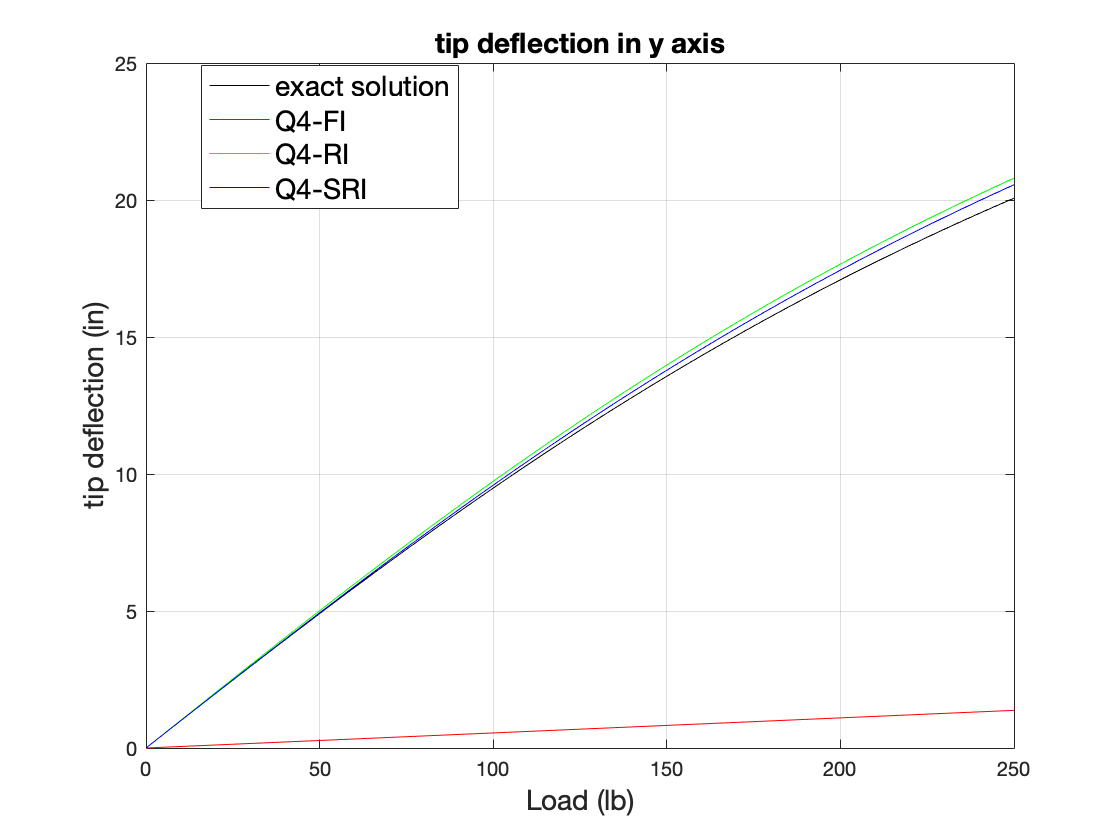 tip deflection in y axis
exact solution
Q4-FI
Q4-RI
Q4-SRI
25
20
15
10
5
0
tip deflection (in)
0 50 100 150 200 250
Load (lb)